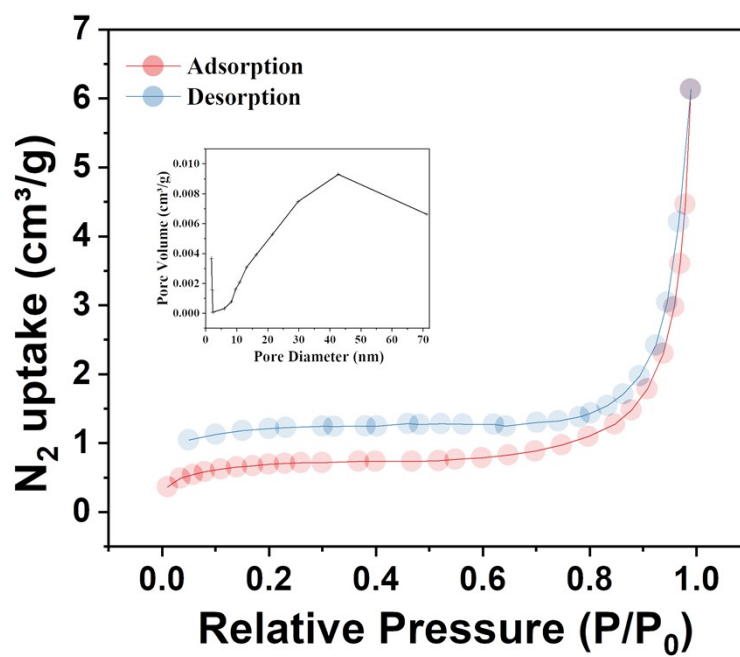 7
6
5
4
3
2
1
0
N₂ uptake (cm³/g)
Adsorption
Desorption
0.010
0.008
0.006
0.004
0.002
0.000
Pore Volume (cm³/g)
0 10 20 30 40 50 60 70
Pore Diameter (nm)
0.0 0.2 0.4 0.6 0.8 1.0
Relative Pressure (P/P₀)